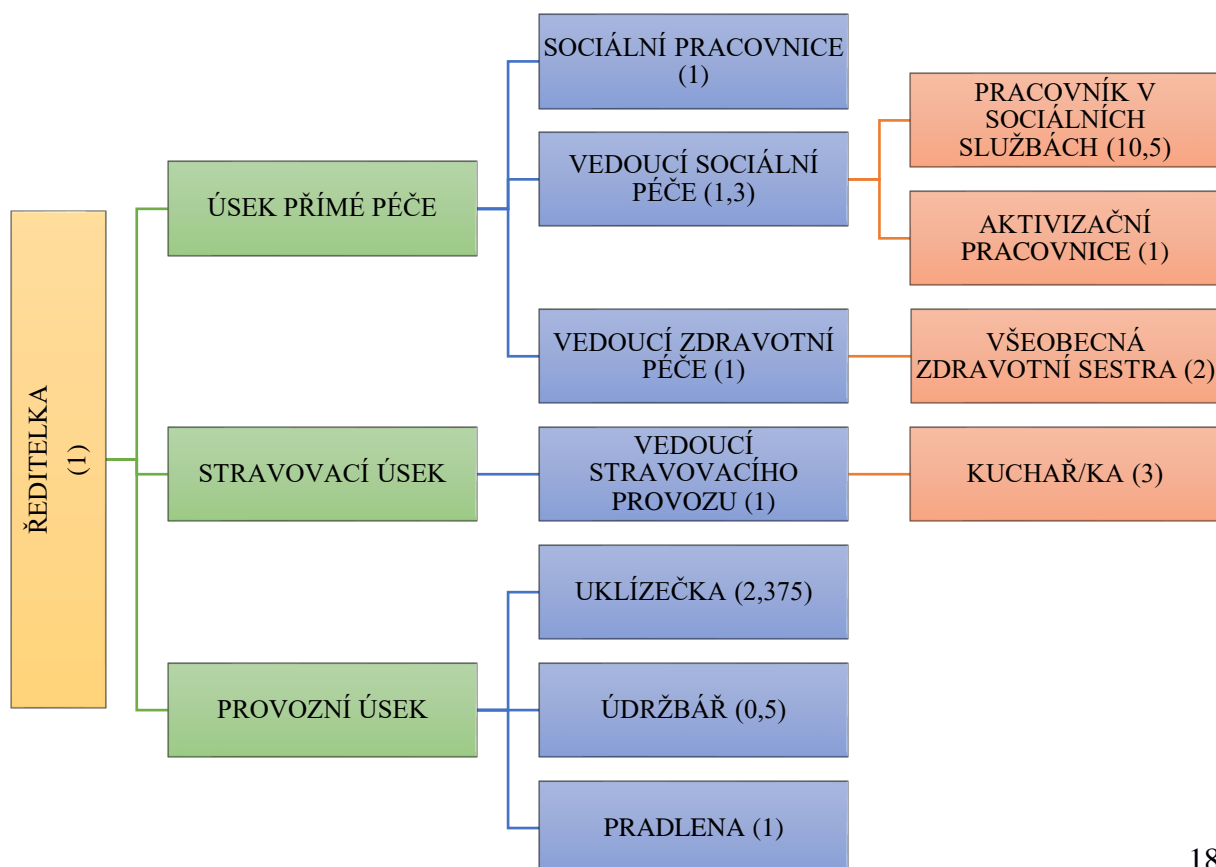 ŘEDITELKA
(1)
ÚSEK PŘÍMÉ PÉČE
SOCIÁLNÍ PRACOVNICE
(1)
VEDOUCÍ SOCIÁLNÍ
PÉČE (1,3)
PRACOVNÍK V
SOCIÁLNÍCH
SLUŽBÁCH (10,5)
AKTIVIZAČNÍ
PRACOVNICE (1)
VEDOUCÍ ZDRAVOTNÍ
PÉČE (1)
VŠEOBECNÁ
ZDRAVOTNÍ SESTRA (2)
STRAVOVACÍ ÚSEK
VEDOUCÍ
STRAVOVACÍHO
PROVOZU (1)
KUCHAŘ/KA (3)
PROVOZNÍ ÚSEK
UKLÍZEČKA (2,375)
ÚDRŽBÁŘ (0,5)
PRADLENA (1)
18